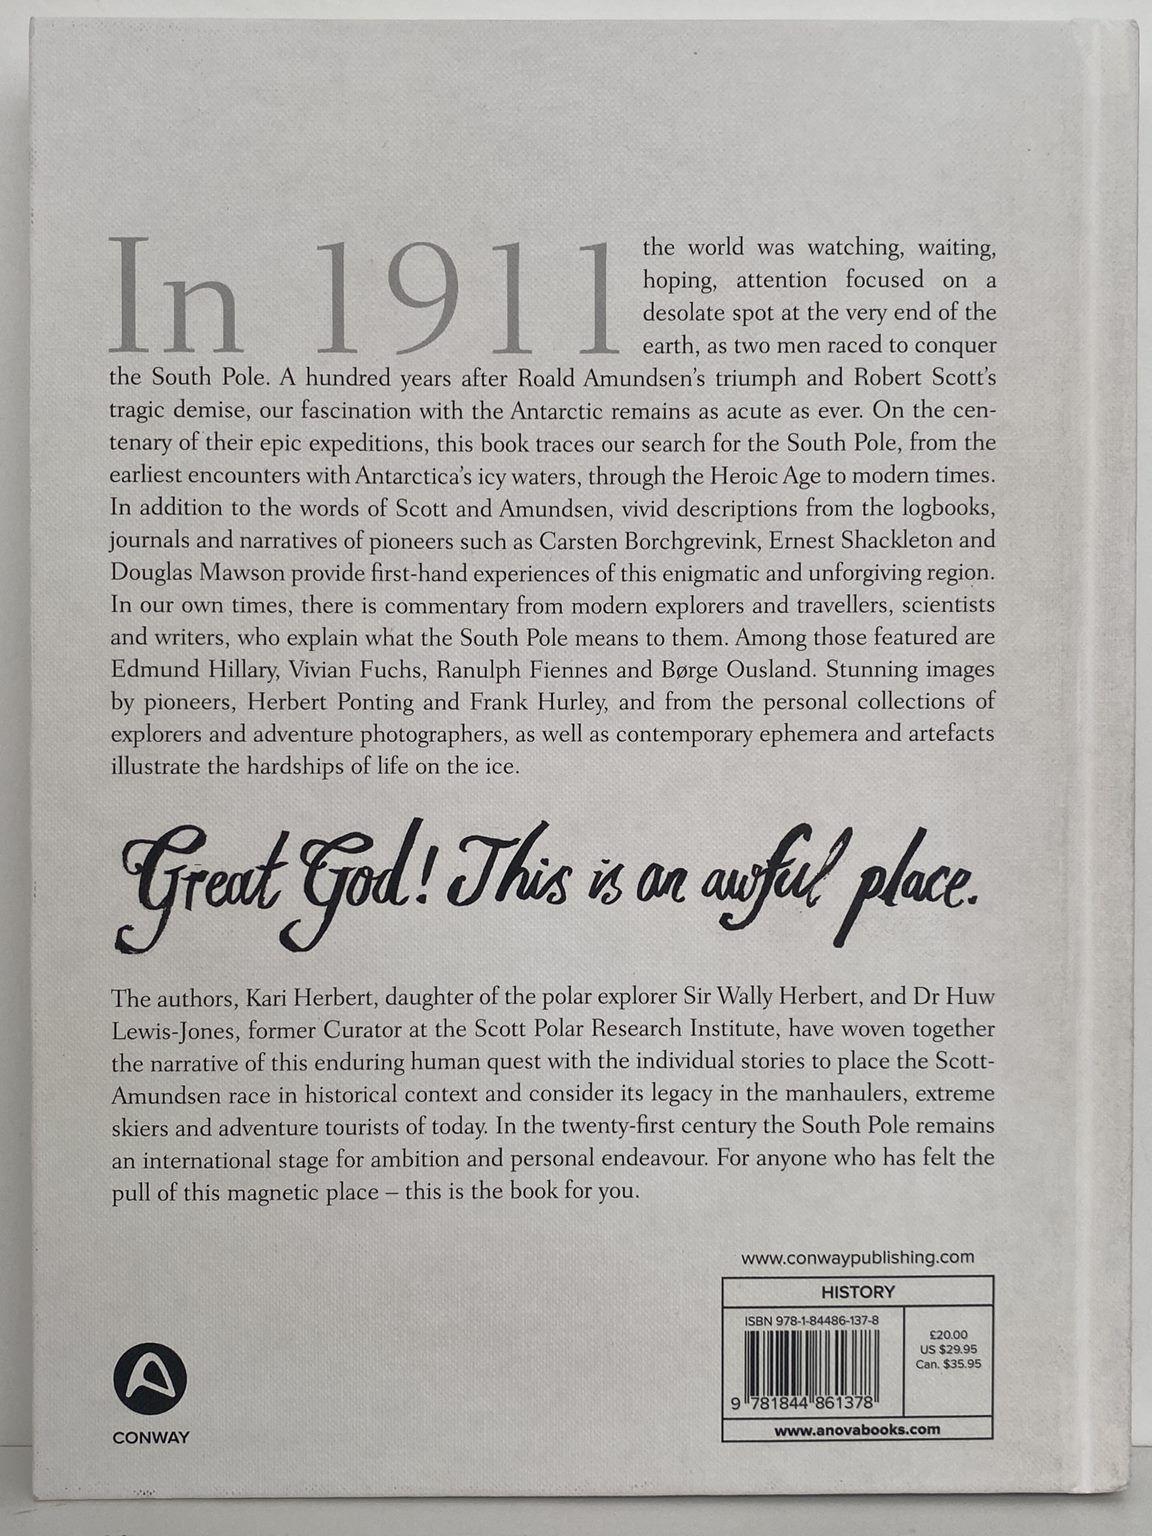 In 1911 the world was watching, waiting,
hoping, attention focused on a
desolate spot at the very end of the
earth, as two men raced to conquer
the South Pole. A hundred years after Roald Amundsen's triumph and Robert Scott's
tragic demise, our fascination with the Antarctic remains as acute as ever. On the cen-
tenary of their epic expeditions, this book traces our search for the South Pole, from the
earliest encounters with Antarctica's icy waters, through the Heroic Age to modern times.
In addition to the words of Scott and Amundsen, vivid descriptions from the logbooks,
journals and narratives of pioneers such as Carsten Borchgrevink, Ernest Shackleton and
Douglas Mawson provide first-hand experiences of this enigmatic and unforgiving region.
In our own times, there is commentary from modern explorers and travellers, scientists
and writers, who explain what the South Pole means to them. Among those featured are
Edmund Hillary, Vivian Fuchs, Ranulph Fiennes and Børge Ousland. Stunning images
by pioneers, Herbert Ponting and Frank Hurley, and from the personal collections of
explorers and adventure photographers, as well as contemporary ephemera and artefacts
illustrate the hardships of life on the ice.
Great God! This is an awful place.
The authors, Kari Herbert, daughter of the polar explorer Sir Wally Herbert, and Dr Huw
Lewis-Jones, former Curator at the Scott Polar Research Institute, have woven together
the narrative of this enduring human quest with the individual stories to place the Scott-
Amundsen race in historical context and consider its legacy in the manhaulers, extreme
skiers and adventure tourists of today. In the twenty-first century the South Pole remains
an international stage for ambition and personal endeavour. For anyone who has felt the
pull of this magnetic place – this is the book for you.
www.conwaypublishing.com
HISTORY
ISBN 978-1-84486-137-8
£20.00
US $29.95
Can. $35.95
9 781844 861378
www.anovabooks.com
CONWAY